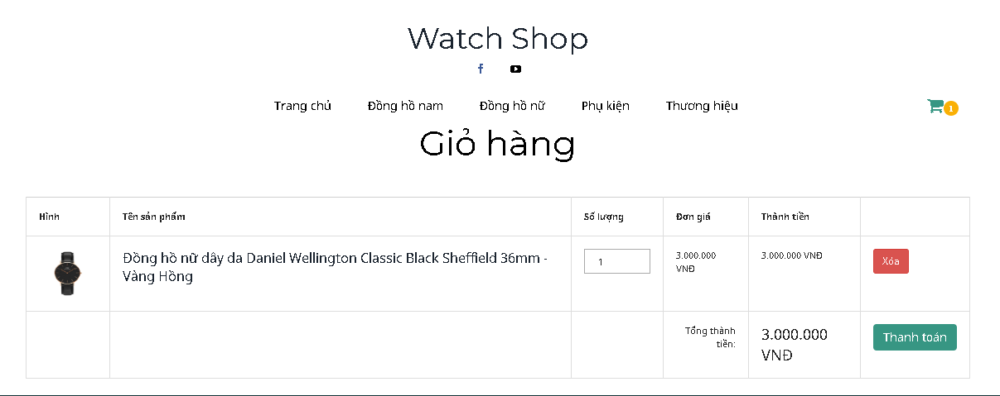 Watch Shop
Trang chủ Đồng hồ nam Đồng hồ nữ Phụ kiện Thương hiệu 1
Giỏ hàng
Hình Tên sản phẩm Số lượng Đơn giá Thành tiền
Đồng hồ nữ dây da Daniel Wellington Classic Black Sheffield 36mm -
Vàng Hồng
1
3.000.000
VNĐ
3.000.000 VNĐ
Xóa
Tổng thành
tiền:
3.000.000
VNĐ
Thanh toán